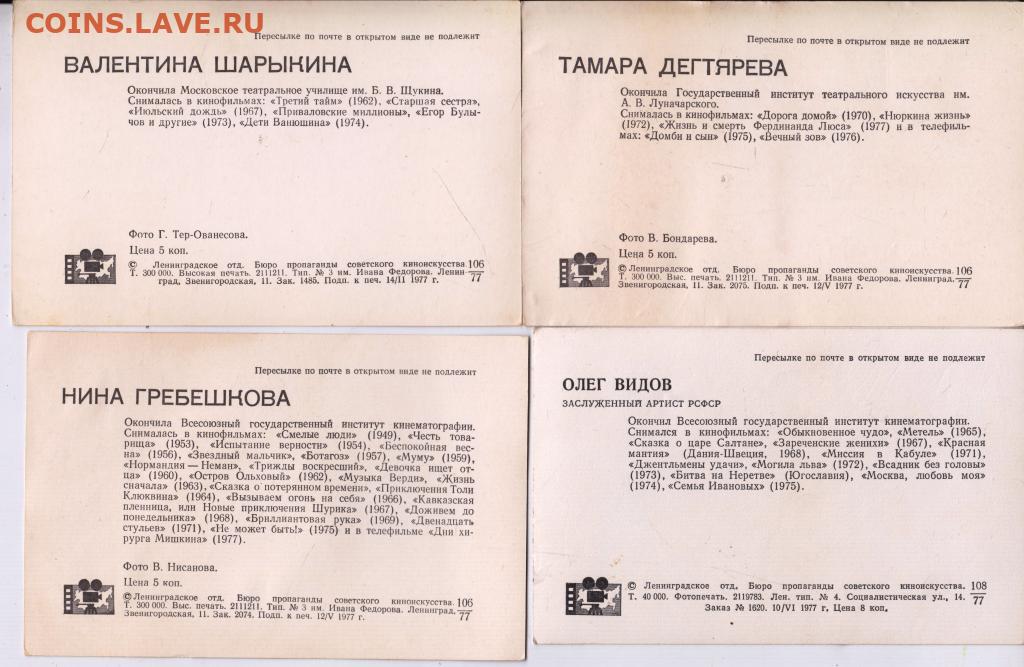 COINS.LAVE.RU
Пересылке по почте в открытом виде не подлежит
ВАЛЕНТИНА ШАРЫКИНА
Окончила Московское театральное училище им. Б. В. Щукина.
Снималась в кинофильмах: «Третий тайм» (1962), «Старшая сестра»,
«Июльский дождь» (1967), «Приваловские миллионы», «Егор Булы-
чов и другие» (1973), «Дети Ванюшина» (1974).
Фото Г. Тер-Ованесова.
Цена 5 коп.
© Ленинградское отд. Бюро пропаганды советского киноискусства. 106/77
Т. 300 000. Высокая печать. 2111211. Тип. № 3 им. Ивана Федорова. Ленин-
град, Звенигородская, 11. Зак. 1485. Подп. к печ. 14/II 1977 г.
Пересылке по почте в открытом виде не подлежит
ТАМАРА ДЕГТЯРЕВА
Окончила Государственный институт театрального искусства им.
А. В. Луначарского.
Снималась в кинофильмах: «Дорога домой» (1970), «Нюркина жизнь»
(1972), «Жизнь и смерть Фердинанда Люса» (1977) и в телефиль-
мах: «Домби и сын» (1975), «Вечный зов» (1976).
Фото В. Бондарева.
Цена 5 коп.
© Ленинградское отд. Бюро пропаганды советского киноискусства. 106/77
Т. 300 000. Выс. печать. 2111211. Тип. № 3 им. Ивана Федорова. Ленинград,
Звенигородская, 11. Зак. 2075. Подп. к печ. 12/V 1977 г.
Пересылке по почте в открытом виде не подлежит
НИНА ГРЕБЕШКОВА
Окончила Всесоюзный государственный институт кинематографии.
Снималась в кинофильмах: «Смелые люди» (1949), «Честь това-
рища» (1953), «Испытание верности» (1954), «Беспокойная вес-
на» (1956), «Звездный мальчик», «Ботагоз» (1957), «Муму» (1959),
«Нормандия — Неман», «Трижды воскресший», «Девочка ищет от-
ца» (1960), «Остров Ольховый» (1962), «Музыка Верди», «Жизнь
сначала» (1963), «Сказка о потерянном времени», «Приключения Толи
Клюквина» (1964), «Вызываем огонь на себя» (1966), «Кавказская
пленница, или Новые приключения Шурика» (1967), «Доживем до
понедельника» (1968), «Бриллиантовая рука» (1969), «Двенадцать
стульев» (1971), «Не может быть!» (1975) и в телефильме «Дни хи-
рурга Мишкина» (1977).
Фото В. Нисанова.
Цена 5 коп.
© Ленинградское отд. Бюро пропаганды советского киноискусства. 106/77
Т. 300 000. Выс. печать. 2111211. Тип. № 3 им. Ивана Федорова. Ленинград,
Звенигородская, 11. Зак. 2074. Подп. к печ. 12/V 1977 г.
Пересылке по почте в открытом виде не подлежит
ОЛЕГ ВИДОВ
ЗАСЛУЖЕННЫЙ АРТИСТ РСФСР
Окончил Всесоюзный государственный институт кинематографии.
Снимался в кинофильмах: «Обыкновенное чудо», «Метель» (1965),
«Сказка о царе Салтане», «Зареченские женихи» (1967), «Красная
мантия» (Дания-Швеция, 1968), «Миссия в Кабуле» (1971),
«Джентльмены удачи», «Могила льва» (1972), «Всадник без головы»
(1973), «Битва на Неретве» (Югославия), «Москва, любовь моя»
(1974), «Семья Ивановых» (1975).
© Ленинградское отд. Бюро пропаганды советского киноискусства. 108/77
Т. 40 000. Фотопечать. 2119783. Лен. тип. № 4. Социалистическая ул., 14.
Заказ № 1620. 10/VI 1977 г. Цена 8 коп.